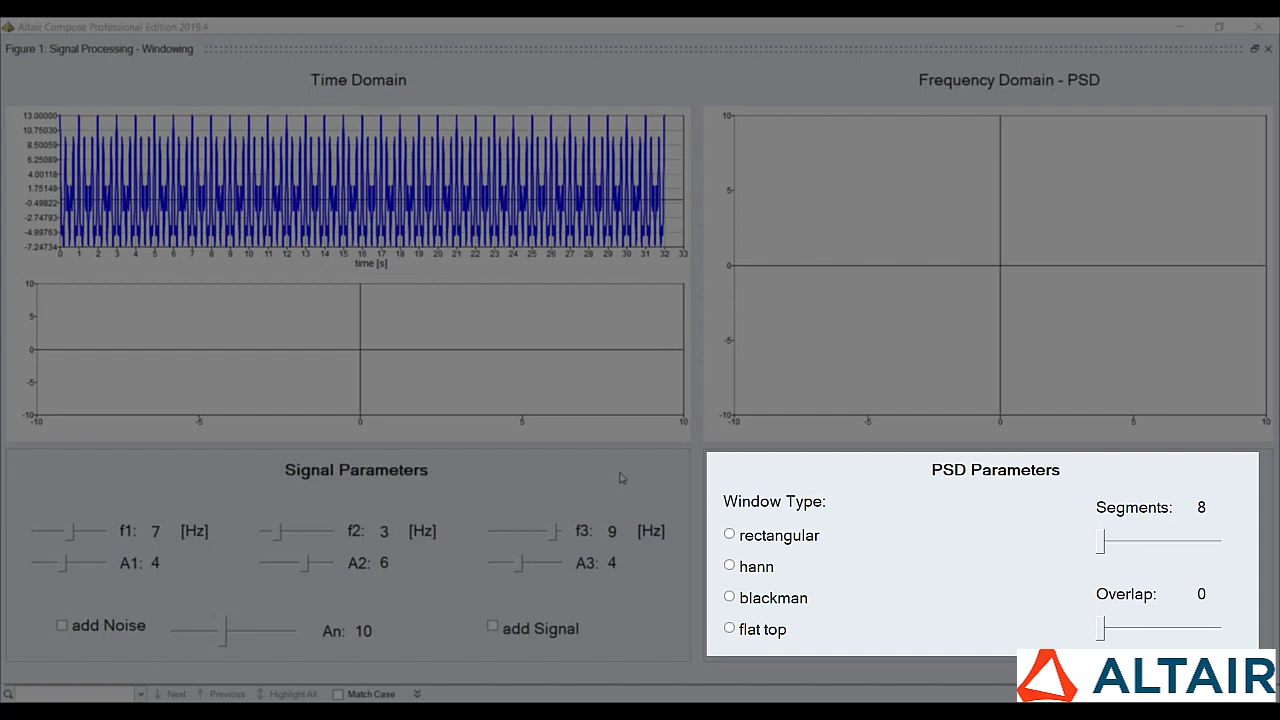 Altair Compose Professional Edition 2019.4
Figure 1: Signal Processing - Windowing
Time Domain
13.00000
10.75030
8.50059
6.25089
4.00118
1.75148
-0.49822
-2.74793
-4.99763
-7.24734
0 1 2 3 4 5 6 7 8 9 10 11 12 13 14 15 16 17 18 19 20 21 22 23 24 25 26 27 28 29 30 31 32 33
time [s]
10
5
0
-5
-10
-10 -5 0 5 10
Frequency Domain - PSD
10
5
0
-5
-10
-10 -5 0 5 10
Signal Parameters
f1: 7 [Hz] f2: 3 [Hz] f3: 9 [Hz]
A1: 4 A2: 6 A3: 4
add Noise An: 10 add Signal
PSD Parameters
Window Type:
rectangular
hann
blackman
flat top
Segments: 8
Overlap: 0
Next Previous Highlight All Match Case
ALTAIR